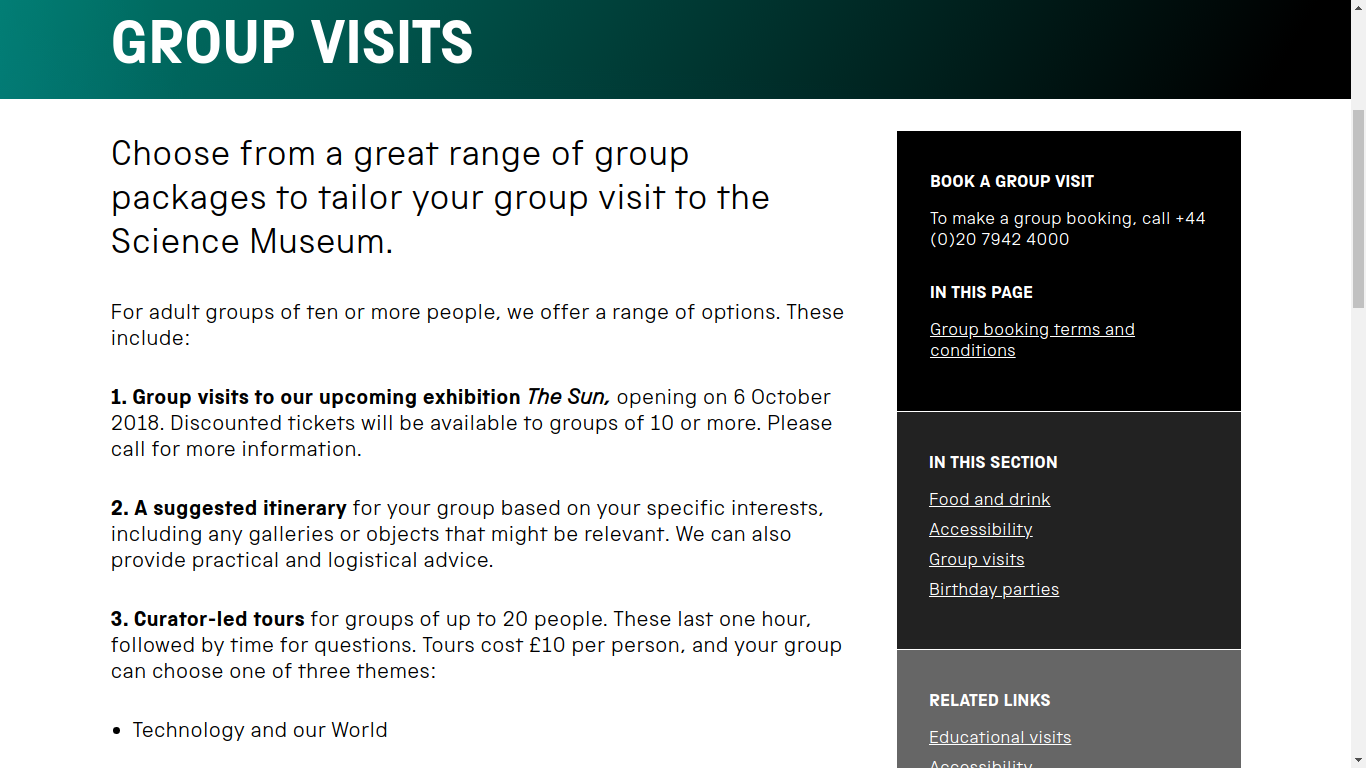 GROUP VISITS
Choose from a great range of group
packages to tailor your group visit to the
Science Museum.
For adult groups of ten or more people, we offer a range of options. These
include:
1. Group visits to our upcoming exhibition The Sun, opening on 6 October
2018. Discounted tickets will be available to groups of 10 or more. Please
call for more information.
2. A suggested itinerary for your group based on your specific interests,
including any galleries or objects that might be relevant. We can also
provide practical and logistical advice.
3. Curator-led tours for groups of up to 20 people. These last one hour,
followed by time for questions. Tours cost £10 per person, and your group
can choose one of three themes:
• Technology and our World
BOOK A GROUP VISIT
To make a group booking, call +44
(0)20 7942 4000
IN THIS PAGE
Group booking terms and
conditions
IN THIS SECTION
Food and drink
Accessibility
Group visits
Birthday parties
RELATED LINKS
Educational visits
Accessibility